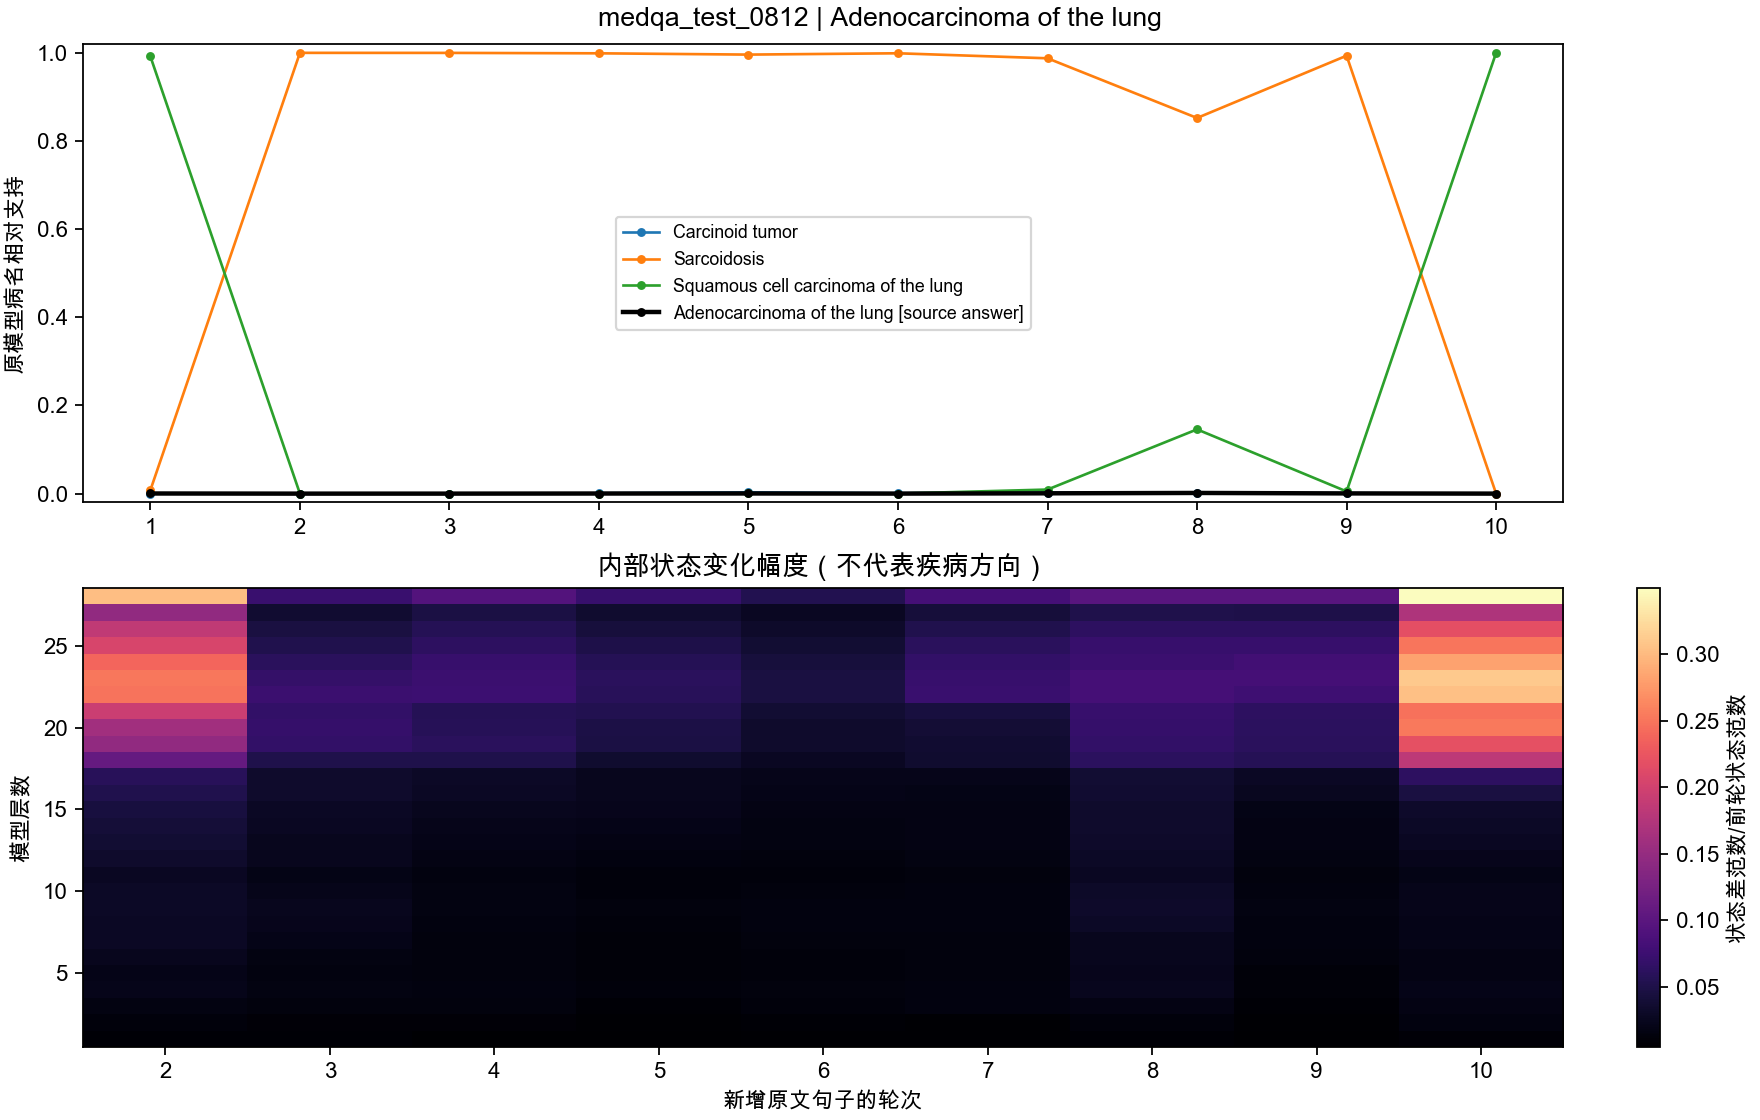 medqa_test_0812 | Adenocarcinoma of the lung
原模型病名相对支持
1.0
0.8
0.6
0.4
0.2
0.0
Carcinoid tumor
Sarcoidosis
Squamous cell carcinoma of the lung
Adenocarcinoma of the lung [source answer]
1 2 3 4 5 6 7 8 9 10
内部状态变化幅度（不代表疾病方向）
模型层数
25
20
15
10
5
2 3 4 5 6 7 8 9 10
新增原文句子的轮次
0.30
0.25
0.20
0.15
0.10
0.05
状态差范数/前轮状态范数